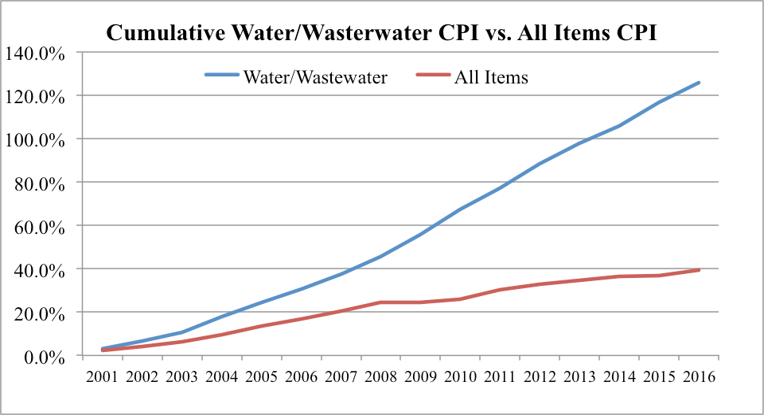 Cumulative Water/Wasterwater CPI vs. All Items CPI
140.0%
Water/Wastewater All Items
120.0%
100.0%
80.0%
60.0%
40.0%
20.0%
0.0%
2001 2002 2003 2004 2005 2006 2007 2008 2009 2010 2011 2012 2013 2014 2015 2016